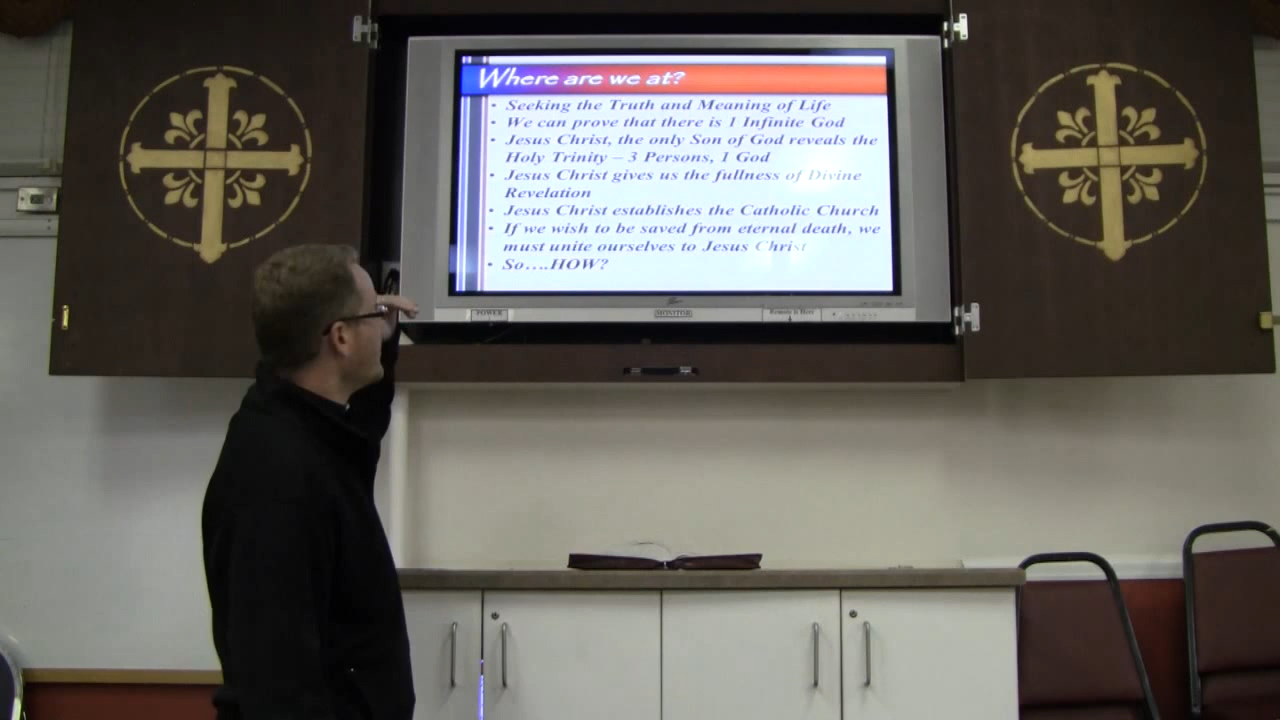 Where are we at?
• Seeking the Truth and Meaning of Life
• We can prove that there is 1 Infinite God
• Jesus Christ, the only Son of God reveals the
Holy Trinity – 3 Persons, 1 God
• Jesus Christ gives us the fullness of Divine
Revelation
• Jesus Christ establishes the Catholic Church
• If we wish to be saved from eternal death, we
must unite ourselves to Jesus Christ
• So....HOW?
POWER
MONITOR
Remote is Here